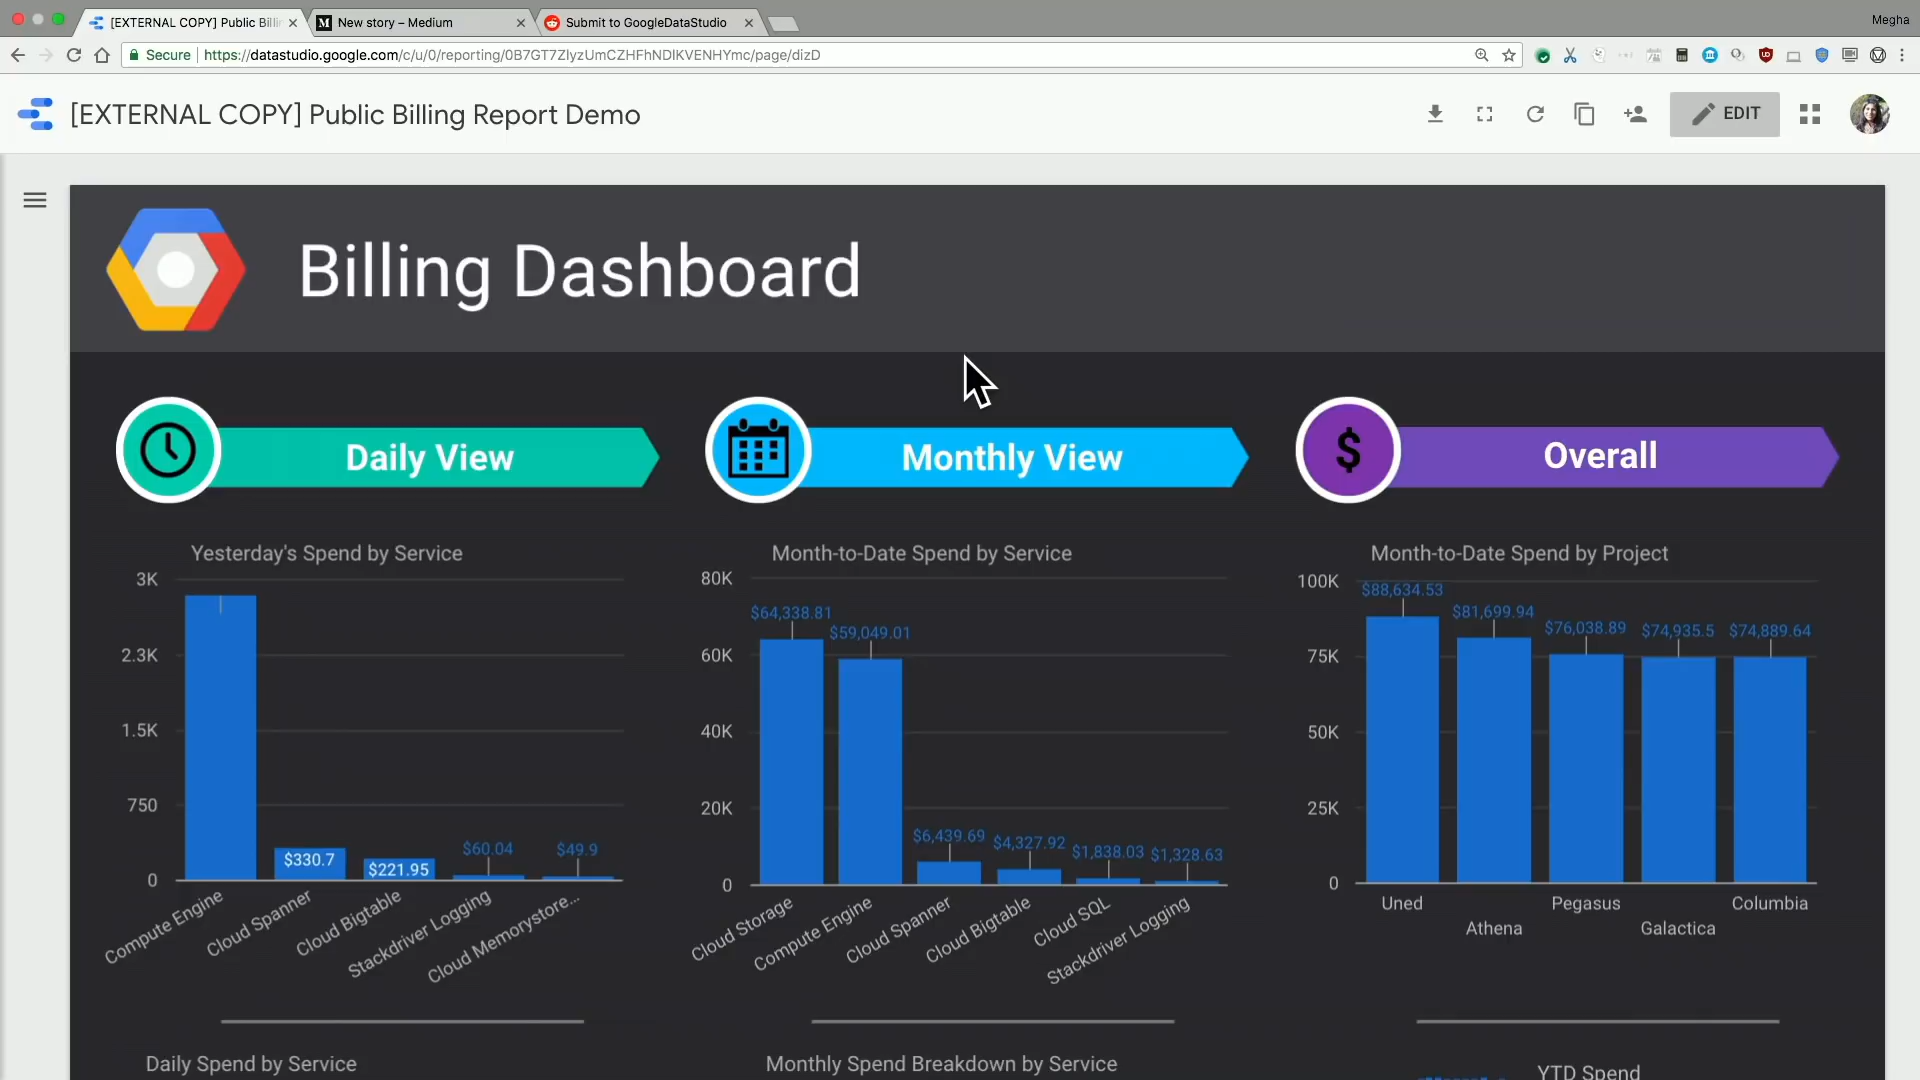 [EXTERNAL COPY] Public Billin
New story – Medium
Submit to GoogleDataStudio
Megha
Secure
https://datastudio.google.com/c/u/0/reporting/0B7GT7ZIyzUmCZHFhNDlKVENHYmc/page/dizD
[EXTERNAL COPY] Public Billing Report Demo
EDIT
Billing Dashboard
Daily View
Monthly View
$
Overall
Yesterday's Spend by Service
3K
2.3K
1.5K
750
0
$330.7
$221.95
$60.04
$49.9
Compute Engine
Cloud Spanner
Cloud Bigtable
Stackdriver Logging
Cloud Memorystore...
Month-to-Date Spend by Service
80K
60K
40K
20K
0
$64,338.81
$59,049.01
$6,439.69
$4,327.92
$1,838.03
$1,328.63
Cloud Storage
Compute Engine
Cloud Spanner
Cloud Bigtable
Cloud SQL
Stackdriver Logging
Month-to-Date Spend by Project
100K
75K
50K
25K
0
$88,634.53
$81,699.94
$76,038.89
$74,935.5
$74,889.64
Uned
Athena
Pegasus
Galactica
Columbia
Daily Spend by Service
Monthly Spend Breakdown by Service
YTD Spend